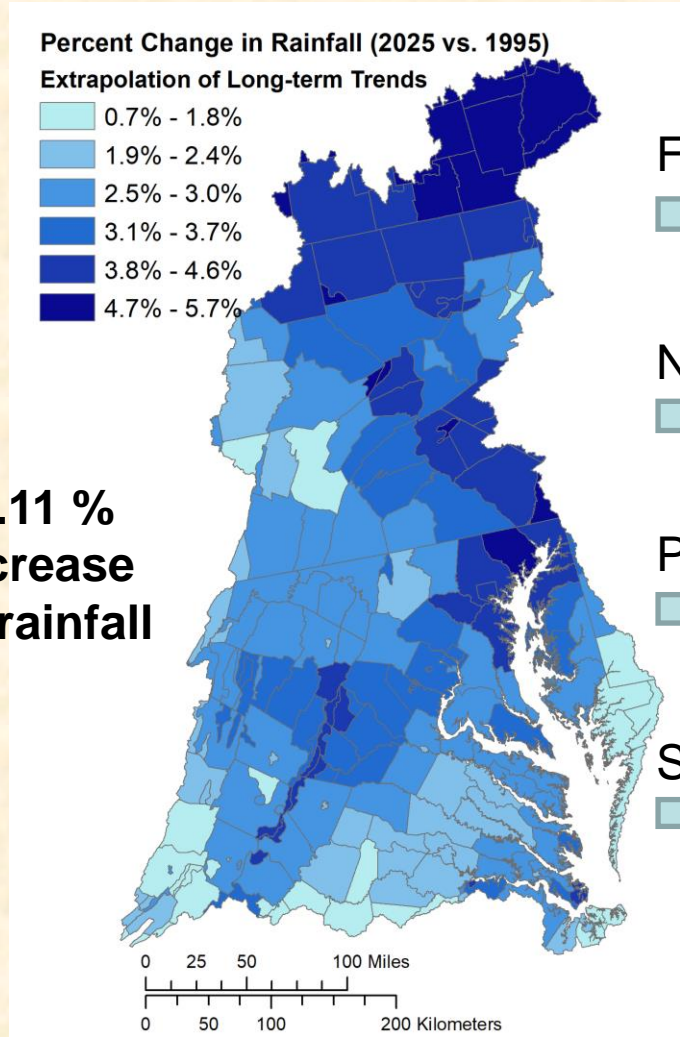 Percent Change in Rainfall (2025 vs. 1995)
Extrapolation of Long-term Trends
0.7% - 1.8%
1.9% - 2.4%
2.5% - 3.0%
3.1% - 3.7%
3.8% - 4.6%
4.7% - 5.7%
.11 %
crease
rainfall
F
N
P
S
0 25 50 100 Miles
0 50 100 200 Kilometers